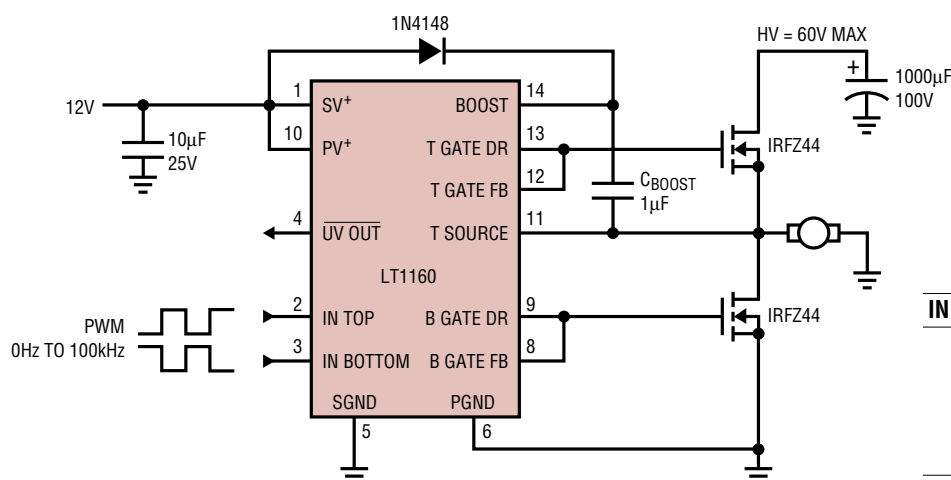 1N4148
HV = 60V MAX
+
1000µF
100V
12V
10µF
25V
1
SV+
10
PV+
4
UV OUT
LT1160
PWM
0Hz TO 100kHz
2
IN TOP
3
IN BOTTOM
SGND
5
PGND
6
BOOST
14
T GATE DR
13
T GATE FB
12
T SOURCE
11
B GATE DR
9
B GATE FB
8
CBOOST
1µF
IRFZ44
IRFZ44
IN